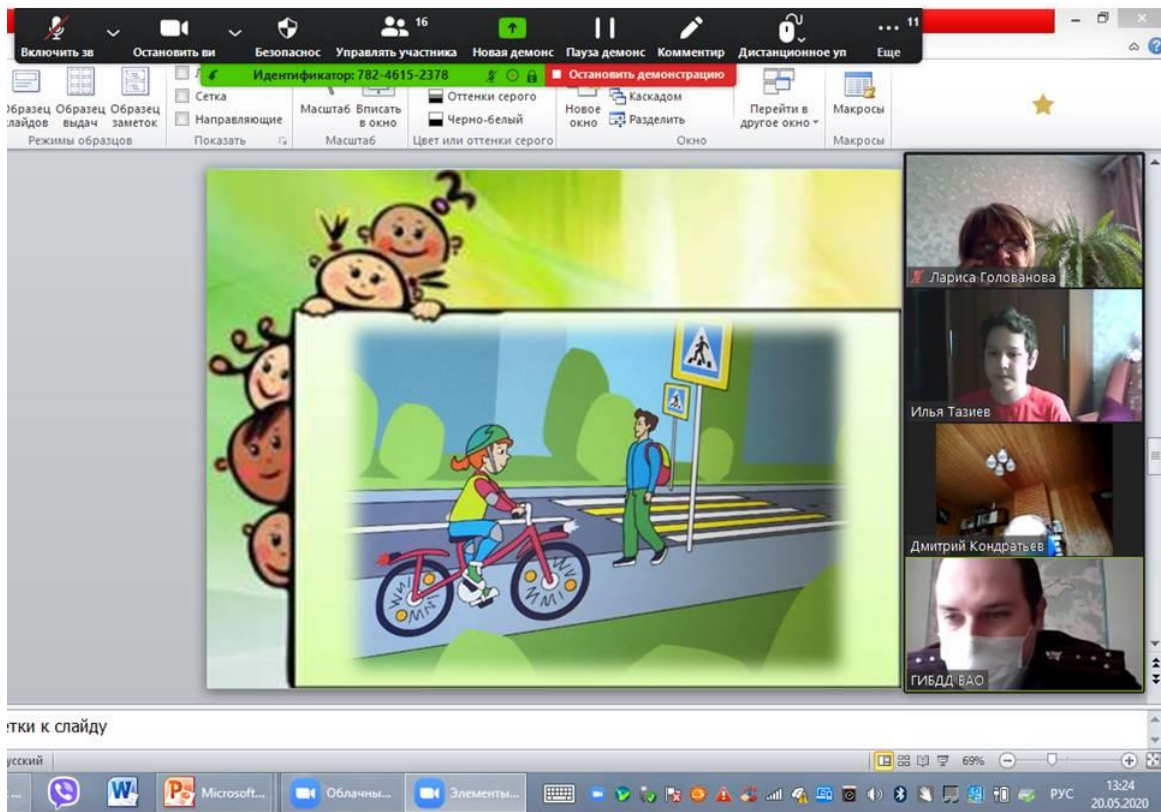 16
11
Включить зв
Остановить ви
Безопаснос
Управлять участника
Новая демонс
Пауза демонс
Комментир
Дистанционное уп
Еще
Идентификатор: 782-4615-2378
Остановить демонстрацию
Образец слайдов
Образец выдач
Образец заметок
Сетка
Направляющие
Масштаб
Вписать в окно
Оттенки серого
Черно-белый
Новое окно
Каскадом
Разделить
Перейти в другое окно
Макросы
Режимы образцов
Показать
Масштаб
Цвет или оттенки серого
Окно
Макросы
Лариса Голованова
Илья Тазиев
Дмитрий Кондратьев
ГИБДД ВАО
етки к слайду
усский
69%
Microsoft...
Облачны...
Элементы...
РУС
13:24
20.05.2020